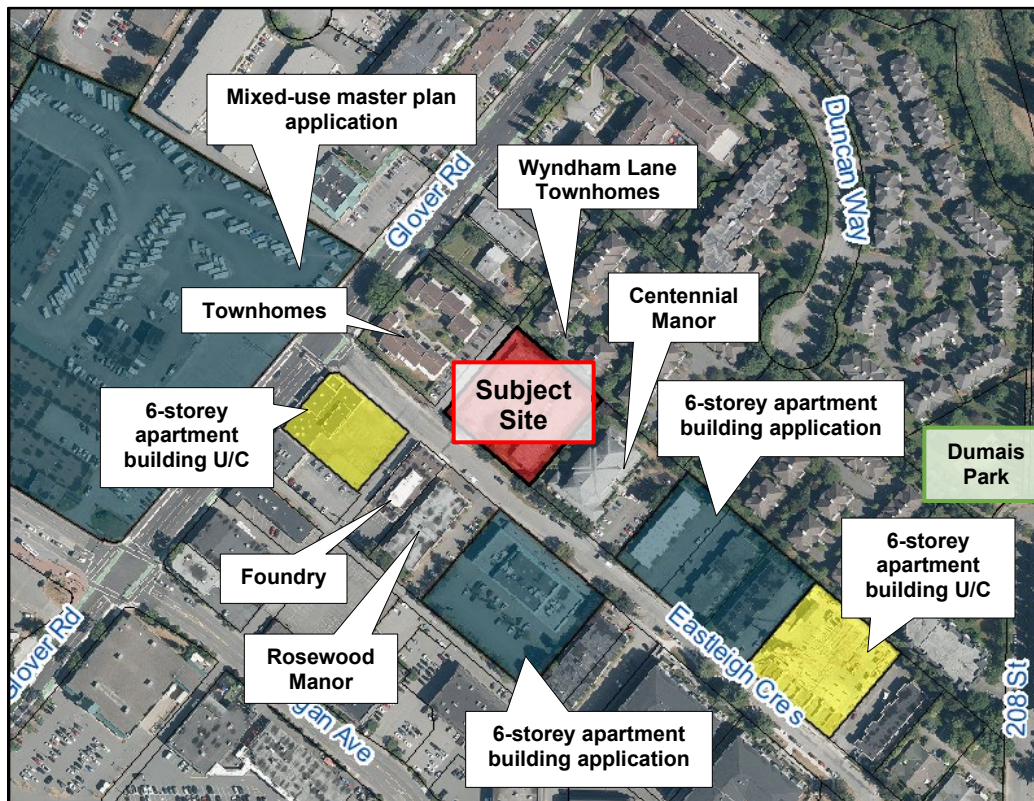 Mixed-use master plan
application
Glover Rd
Wyndham Lane
Townhomes
Duncan Way
Townhomes
Centennial
Manor
Subject
Site
6-storey
apartment
building U/C
6-storey apartment
building application
Dumais
Park
6-storey
apartment
building U/C
Foundry
Rosewood
Manor
Glover Rd
Eastleigh Cres
gan Ave
6-storey apartment
building application
208 St